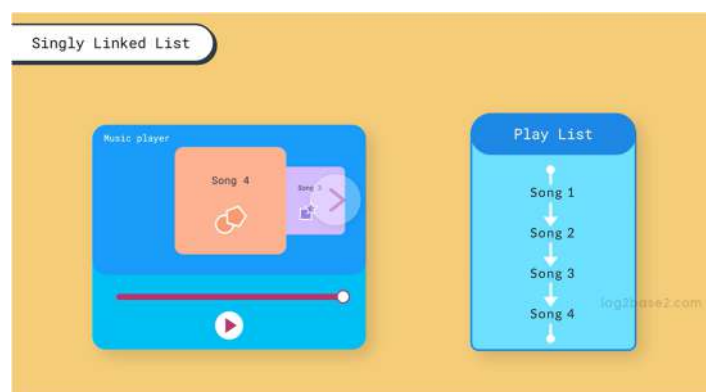 Singly Linked List
Music player
Song 4
Play List
Song 1
Song 2
Song 3
Song 4
log2base2.com